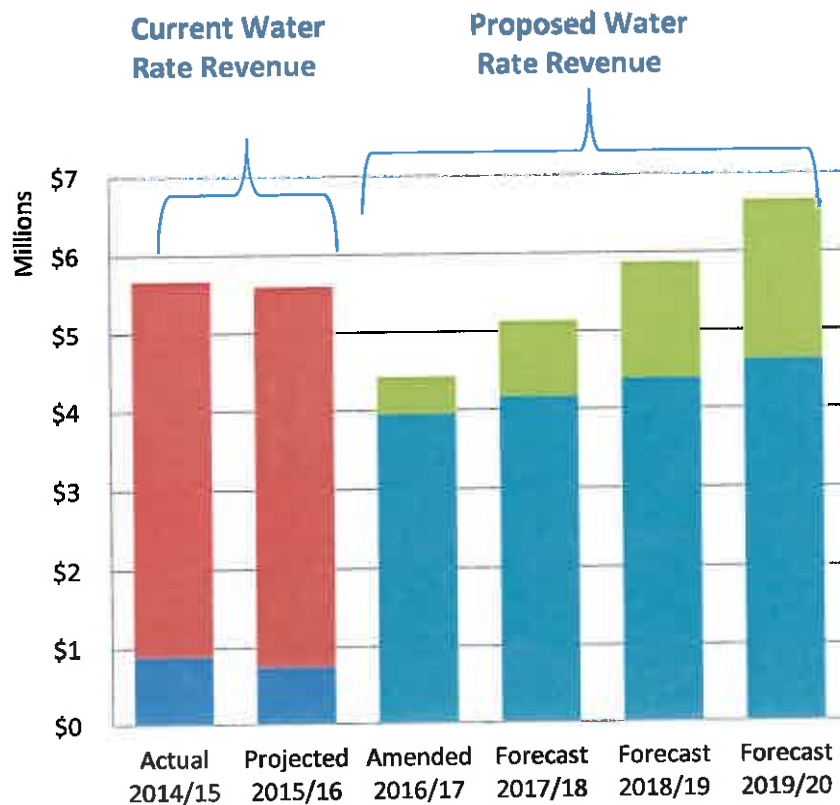 Current Water
Rate Revenue
Proposed Water
Rate Revenue
Millions
$7
$6
$5
$4
$3
$2
$1
$0
Actual
2014/15
Projected
2015/16
Amended
2016/17
Forecast
2017/18
Forecast
2018/19
Forecast
2019/20